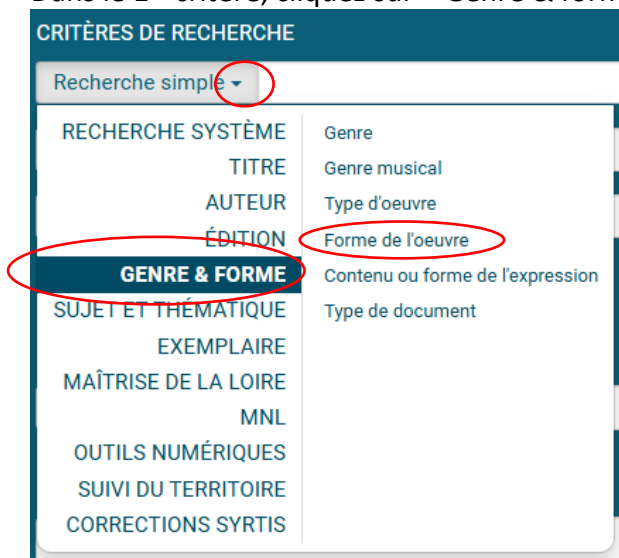 CRITÈRES DE RECHERCHE
Recherche simple
RECHERCHE SYSTÈME
TITRE
AUTEUR
ÉDITION
GENRE & FORME
SUJET ET THÉMATIQUE
EXEMPLAIRE
MAÎTRISE DE LA LOIRE
MNL
OUTILS NUMÉRIQUES
SUIVI DU TERRITOIRE
CORRECTIONS SYRTIS
Genre
Genre musical
Type d'oeuvre
Forme de l'oeuvre
Contenu ou forme de l'expression
Type de document